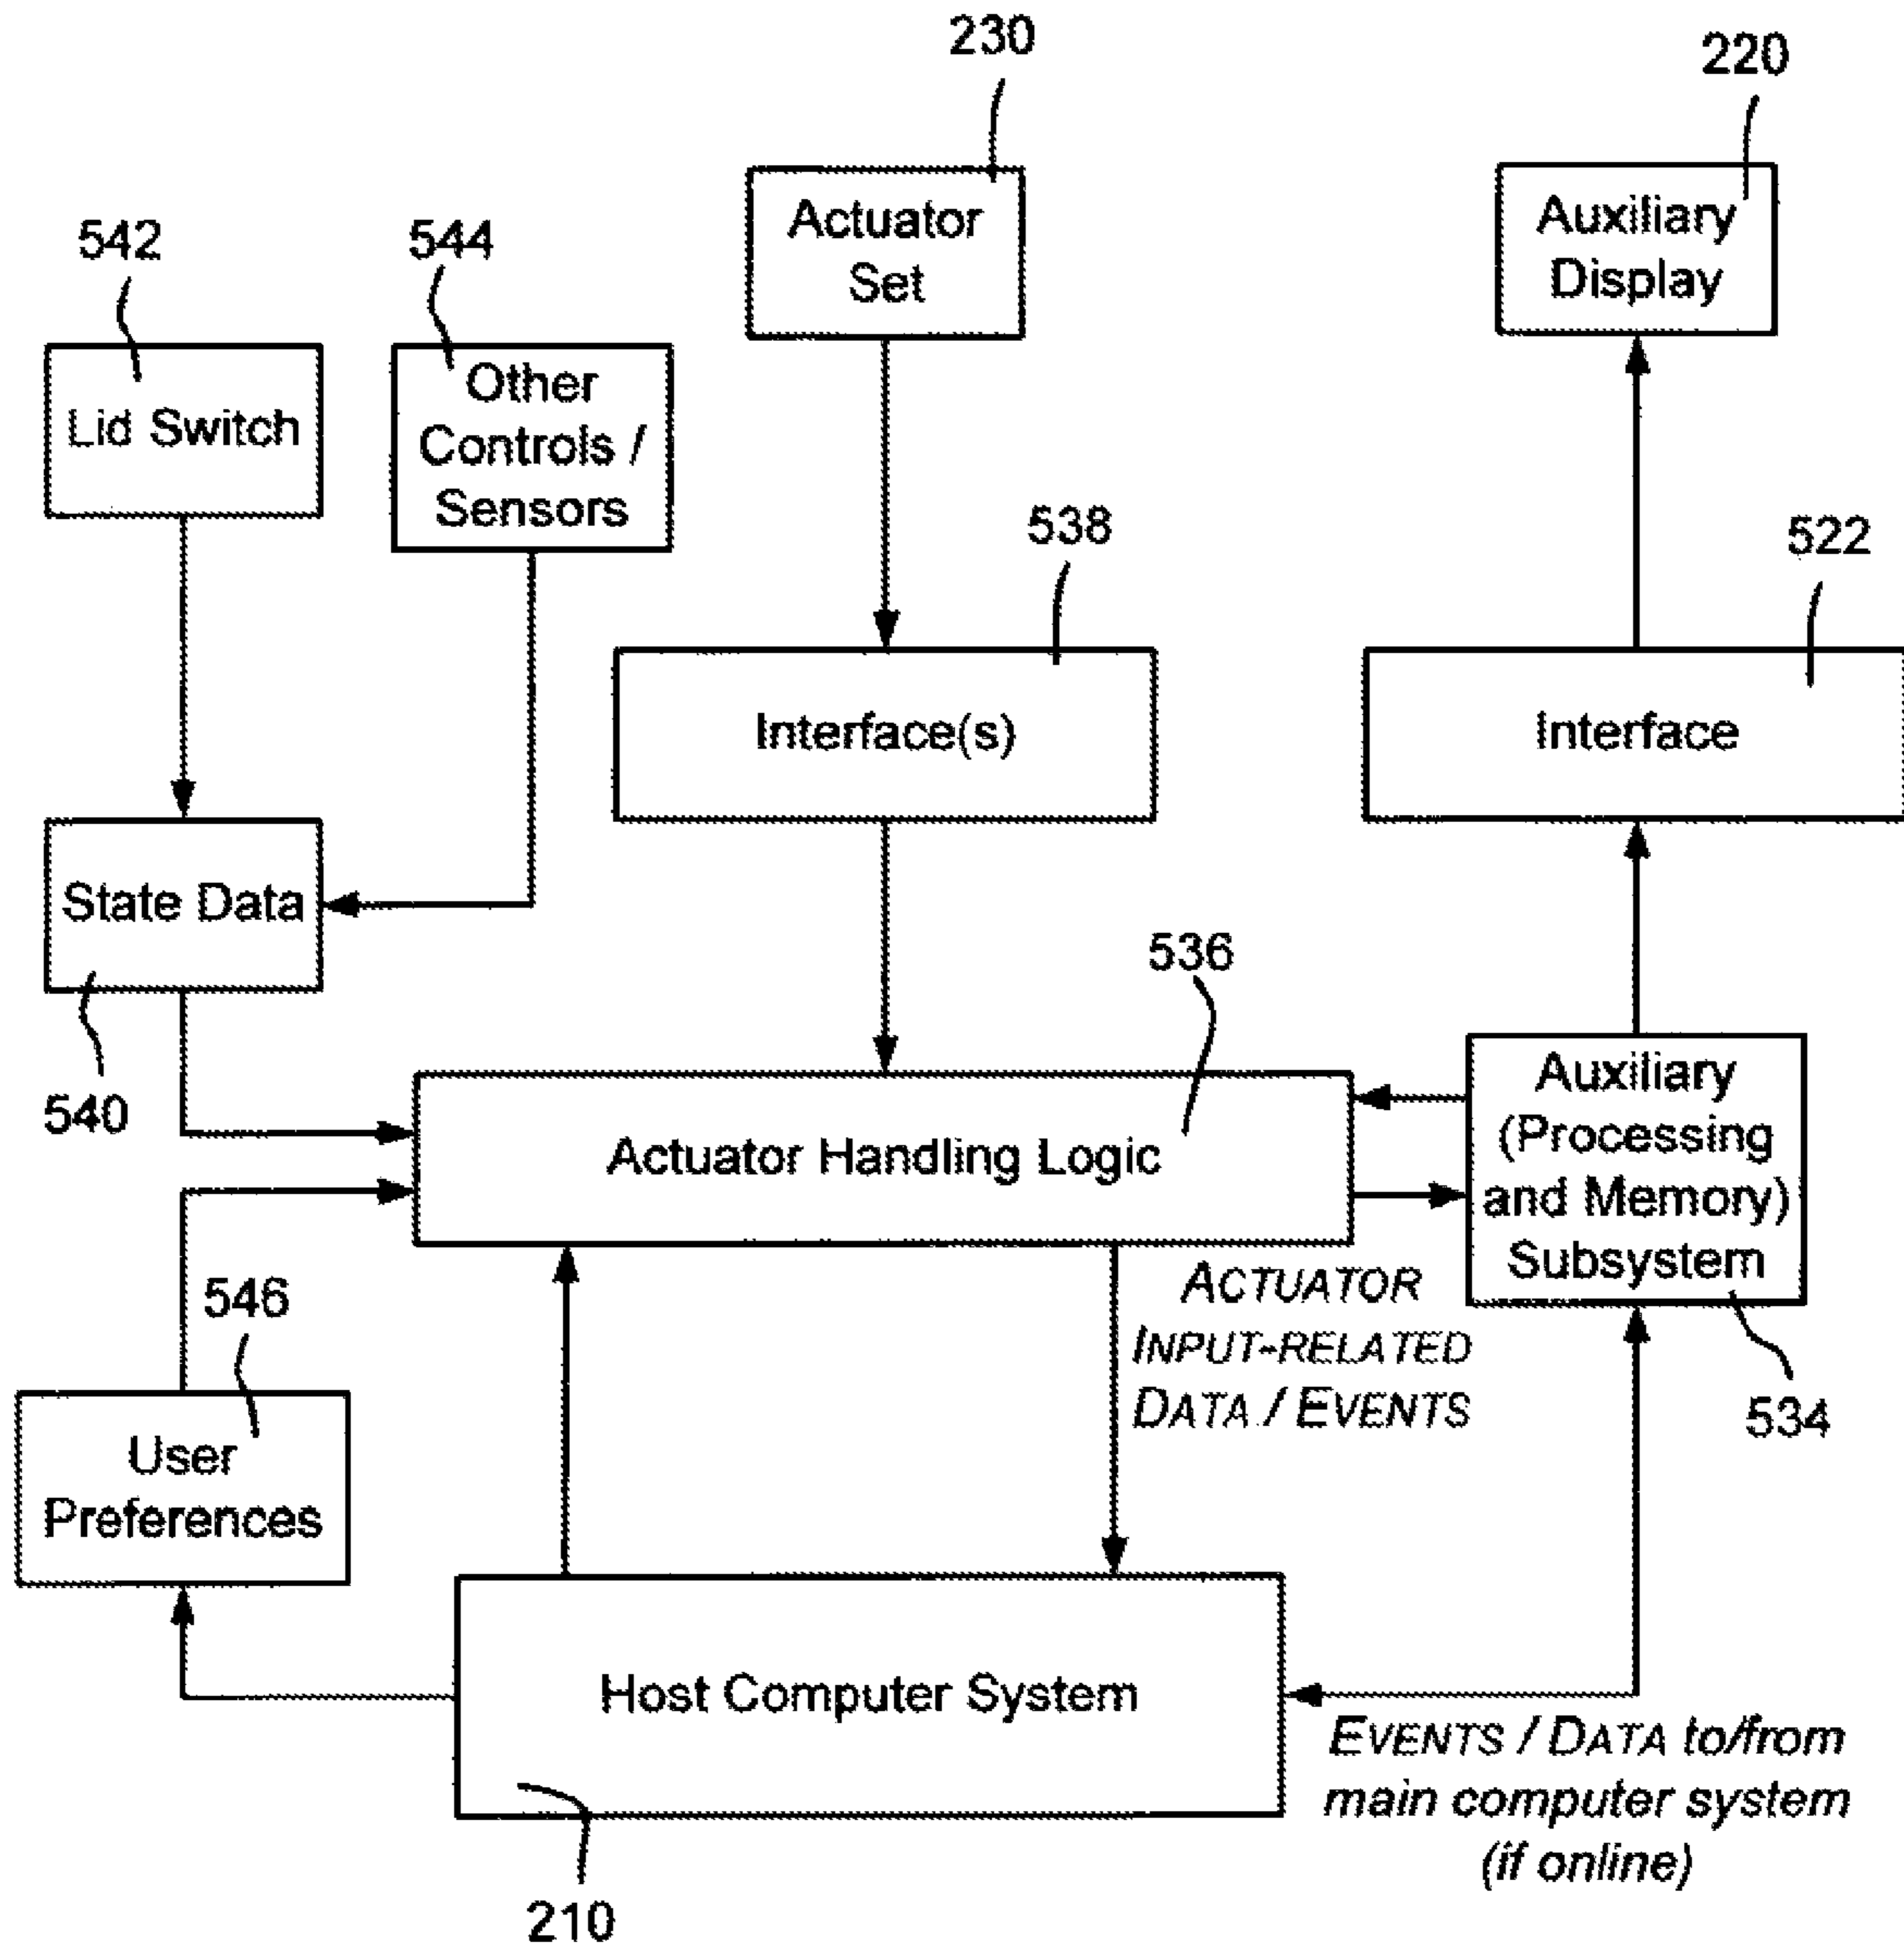 230
220
Actuator
Set
Auxiliary
Display
542
544
Lid Switch
Other
Controls /
Sensors
538
522
Interface(s)
Interface
State Data
540
536
Actuator Handling Logic
Auxiliary
(Processing
and Memory)
Subsystem
534
ACTUATOR
INPUT-RELATED
DATA / EVENTS
546
User
Preferences
Host Computer System
210
EVENTS / DATA to/from
main computer system
(if online)